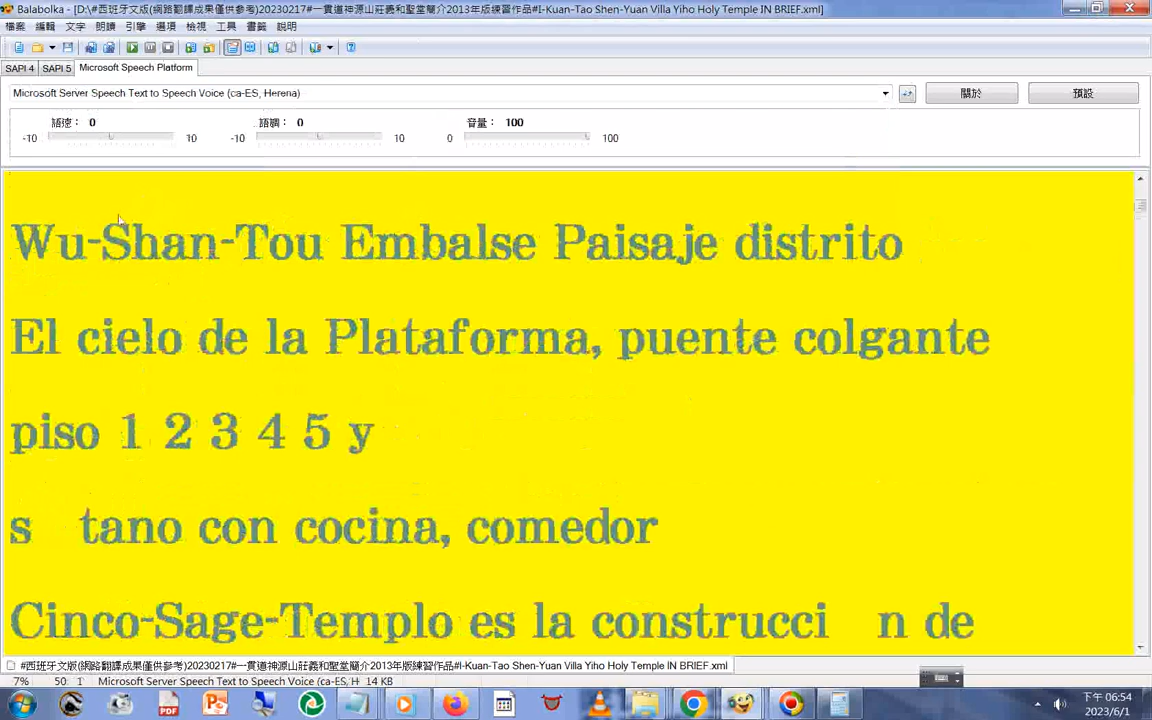 Balabolka - [D:\#西班牙文版(網路翻譯成果僅供參考)20230217#一貫道神源山莊義和聖堂簡介2013年版練習作品#I-Kuan-Tao Shen-Yuan Villa Yiho Holy Temple IN BRIEF.xml]
檔案 編輯 文字 朗讀 引擎 選項 檢視 工具 書籤 說明
SAPI 4 SAPI 5 Microsoft Speech Platform
Microsoft Server Speech Text to Speech Voice (ca-ES, Herena) 關於 預設
語速： 0 語調： 0 音量： 100
-10 10 -10 10 0 100
Wu-Shan-Tou Embalse Paisaje distrito
El cielo de la Plataforma, puente colgante
piso 1 2 3 4 5 y
s tano con cocina, comedor
Cinco-Sage-Templo es la construcci n de
#西班牙文版(網路翻譯成果僅供參考)20230217#一貫道神源山莊義和聖堂簡介2013年版練習作品#I-Kuan-Tao Shen-Yuan Villa Yiho Holy Temple IN BRIEF.xml
7% 50: 1 Microsoft Server Speech Text to Speech Voice (ca-ES, H 14 KB
下午 06:54
2023/6/1